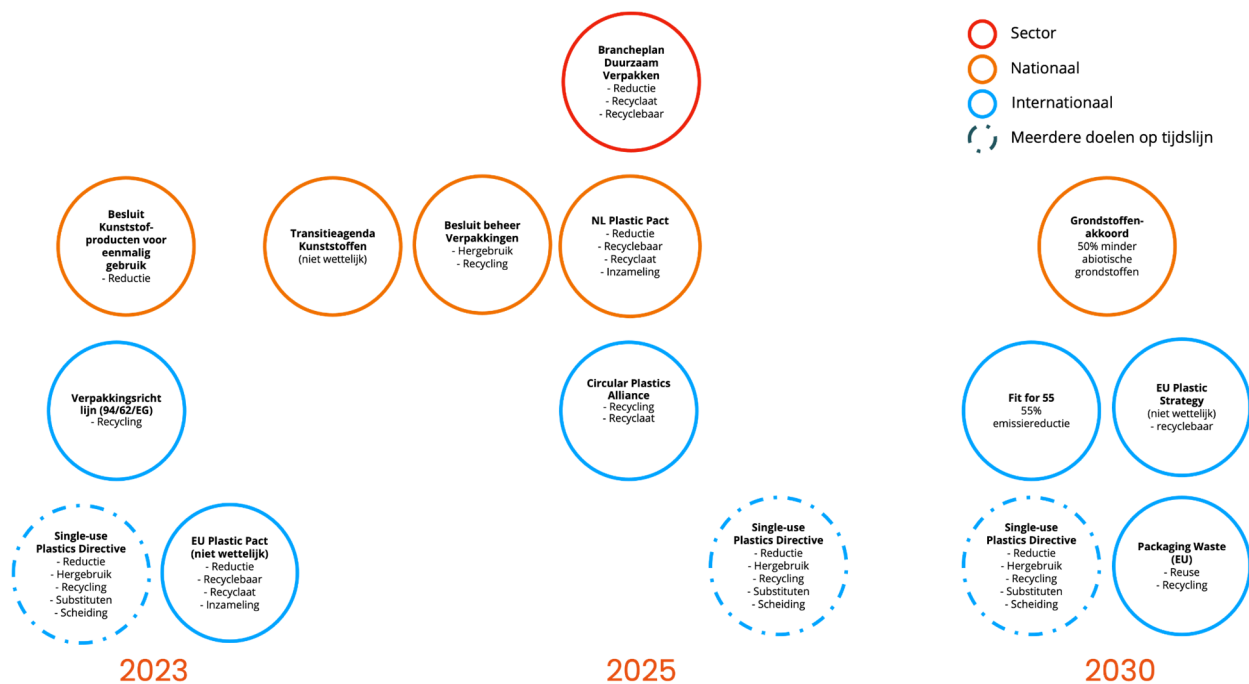 Sector
Nationaal
Internationaal
Meerdere doelen op tijdslijn
Brancheplan
Duurzaam
Verpakken
- Reductie
- Recyclaat
- Recyclebaar
Besluit
Kunststof-
producten voor
eenmalig
gebruik
- Reductie
Transitieagenda
Kunststoffen
(niet wettelijk)
Besluit beheer
Verpakkingen
- Hergebruik
- Recycling
NL Plastic Pact
- Reductie
- Recyclebaar
- Recyclaat
- Inzameling
Grondstoffen-
akkoord
50% minder
abiotische
grondstoffen
Verpakkingsricht
lijn (94/62/EG)
- Recycling
Circular Plastics
Alliance
- Recycling
- Recyclaat
Fit for 55
55%
emissiereductie
EU Plastic
Strategy
(niet wettelijk)
- recyclebaar
Single-use
Plastics Directive
- Reductie
- Hergebruik
- Recycling
- Substituten
- Scheiding
EU Plastic Pact
(niet wettelijk)
- Reductie
- Recyclebaar
- Recyclaat
- Inzameling
Single-use
Plastics Directive
- Reductie
- Hergebruik
- Recycling
- Substituten
- Scheiding
Single-use
Plastics Directive
- Reductie
- Hergebruik
- Recycling
- Substituten
- Scheiding
Packaging Waste
(EU)
- Reuse
- Recycling
2023
2025
2030